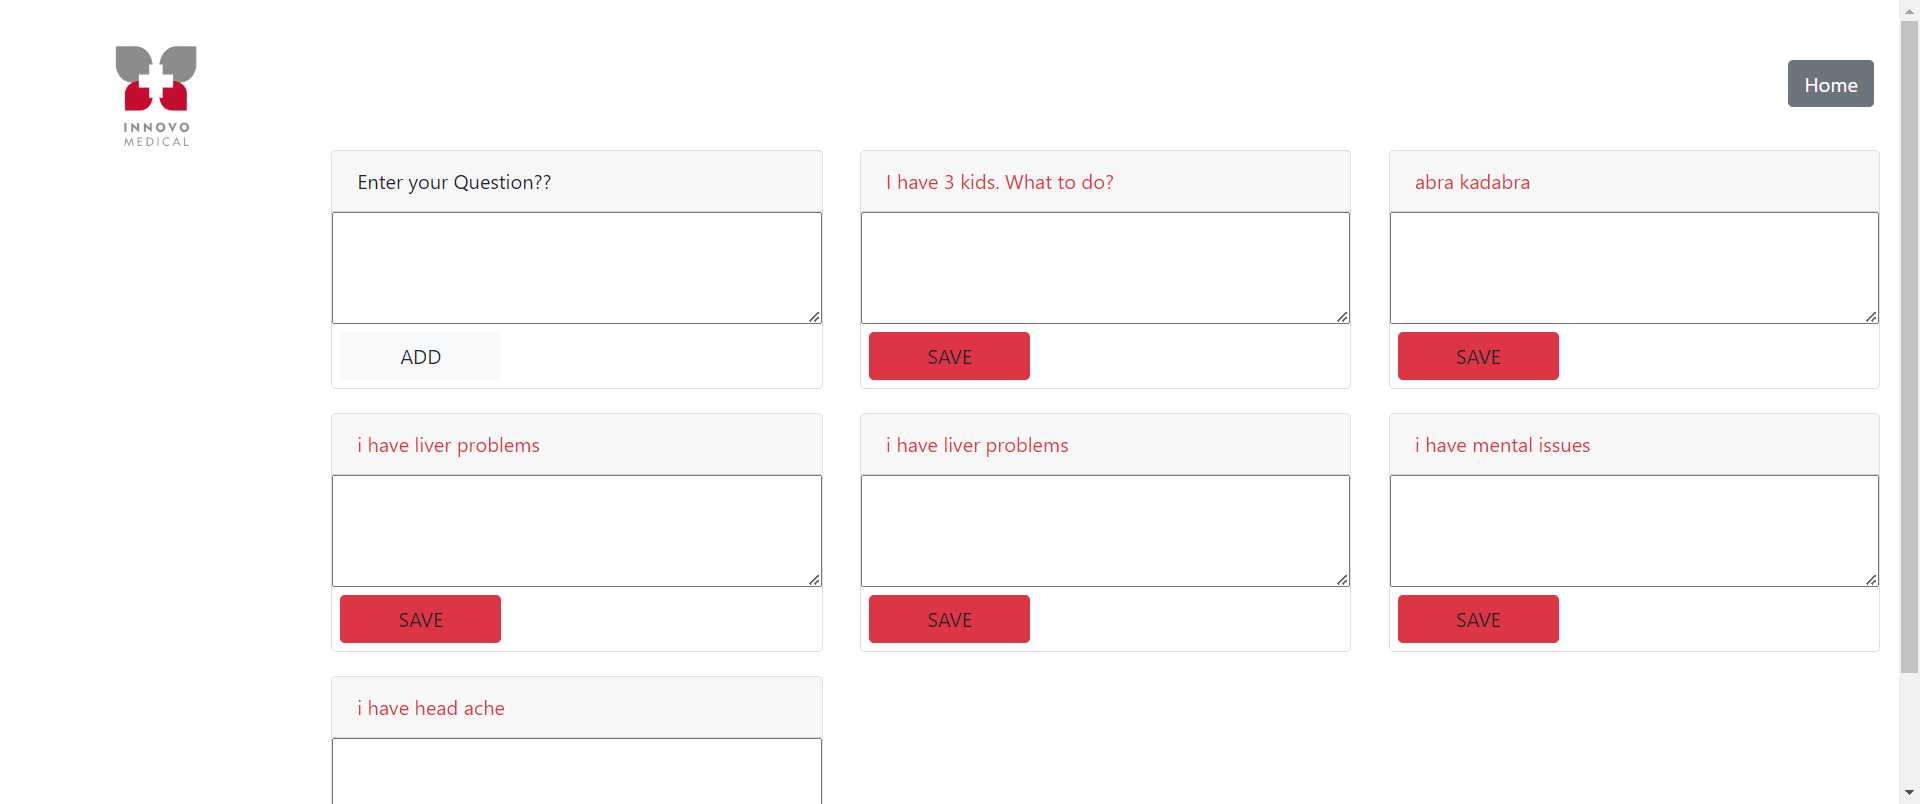 INNOVO
MEDICAL
Home
Enter your Question??
I have 3 kids. What to do?
abra kadabra
ADD
SAVE
SAVE
i have liver problems
i have liver problems
i have mental issues
SAVE
SAVE
SAVE
i have head ache